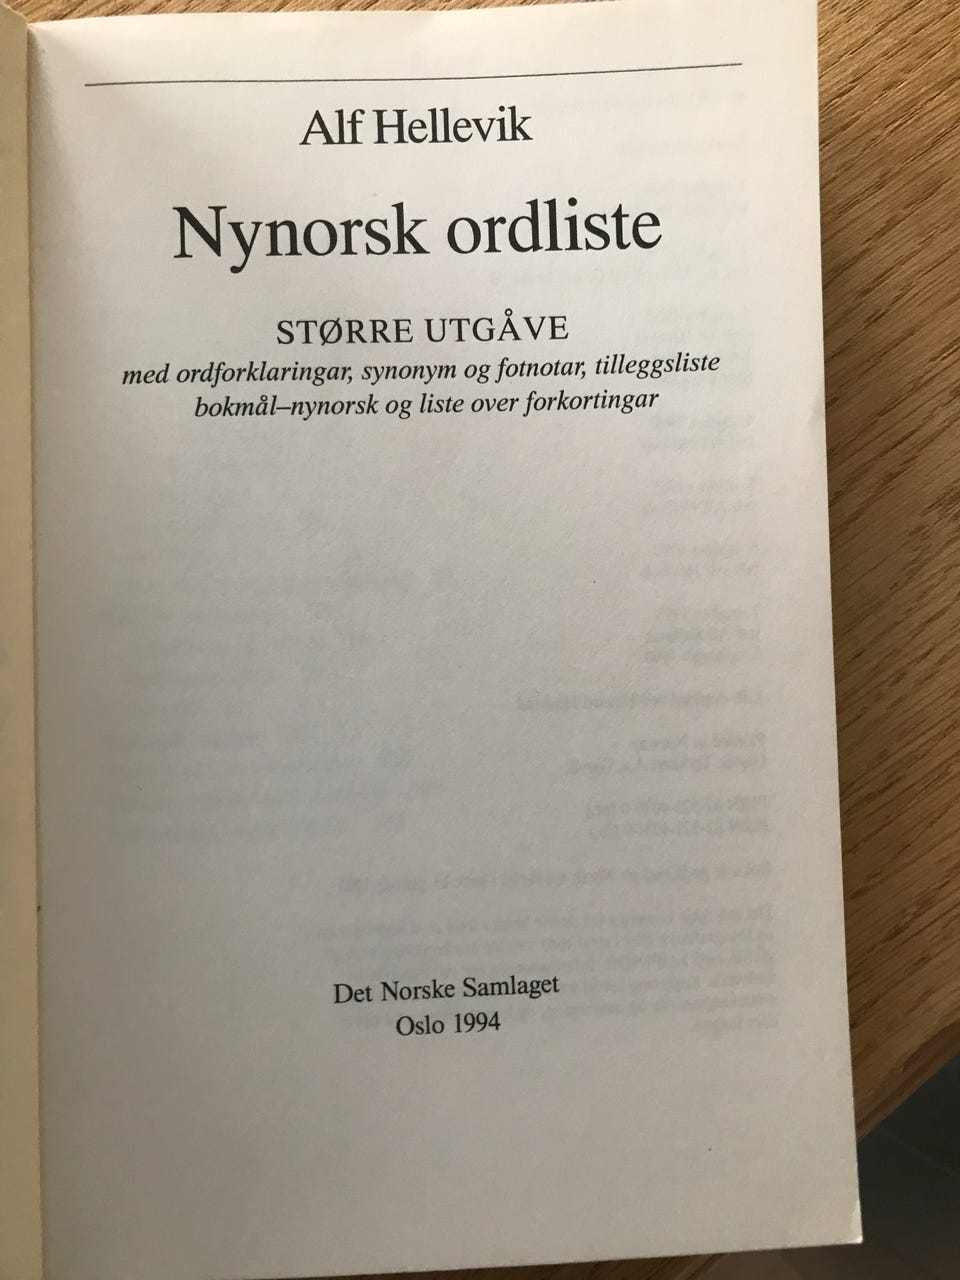 Alf Hellevik
Nynorsk ordliste
STØRRE UTGÅVE
med ordforklaringar, synonym og fotnotar, tilleggsliste
bokmål–nynorsk og liste over forkortingar
Det Norske Samlaget
Oslo 1994